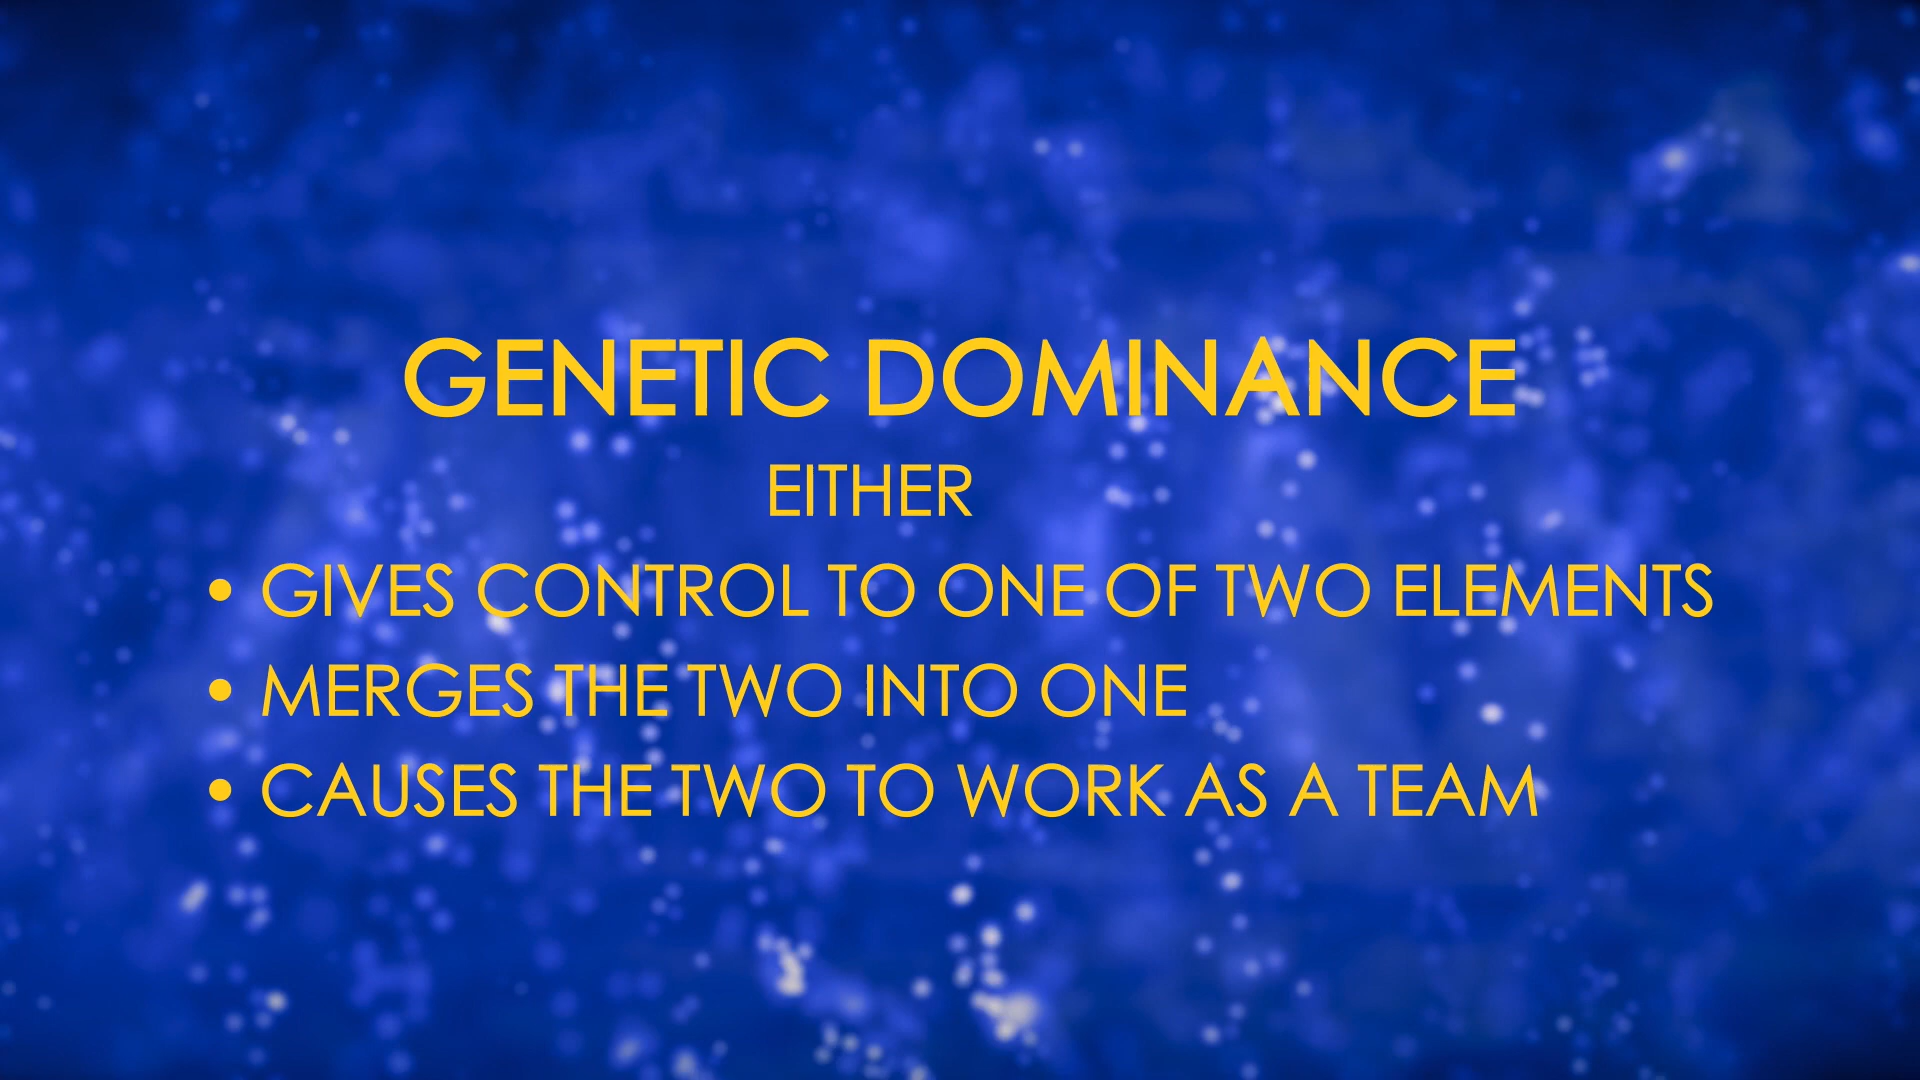 GENETIC DOMINANCE
EITHER
• GIVES CONTROL TO ONE OF TWO ELEMENTS
• MERGES THE TWO INTO ONE
• CAUSES THE TWO TO WORK AS A TEAM